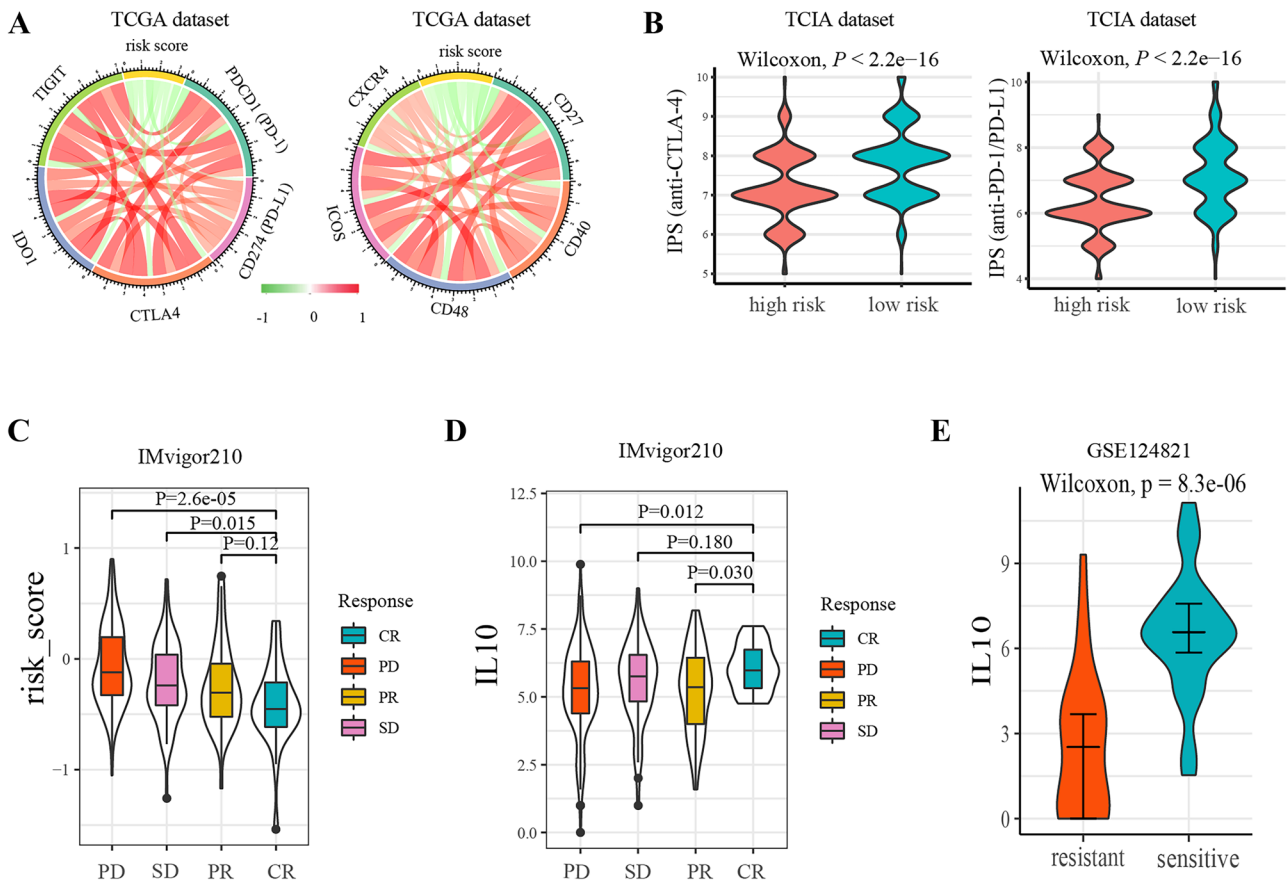 A
TCGA dataset
risk score
TIGIT
PDCD1 (PD-1)
IDO1
CD274 (PD-L1)
CTLA4
TCGA dataset
risk score
CXCR4
CD27
ICOS
CD40
CD48
-1
0
1
B
TCIA dataset
Wilcoxon, P < 2.2e−16
IPS (anti-CTLA-4)
10
9
8
7
6
5
high risk
low risk
TCIA dataset
Wilcoxon, P < 2.2e−16
IPS (anti-PD-1/PD-L1)
10
8
6
4
high risk
low risk
C
IMvigor210
P=2.6e-05
P=0.015
P=0.12
risk_score
1
0
−1
PD
SD
PR
CR
Response
CR
PD
PR
SD
D
IMvigor210
P=0.012
P=0.180
P=0.030
IL10
12.5
10.0
7.5
5.0
2.5
0.0
PD
SD
PR
CR
Response
CR
PD
PR
SD
E
GSE124821
Wilcoxon, p = 8.3e-06
IL10
9
6
3
0
resistant
sensitive